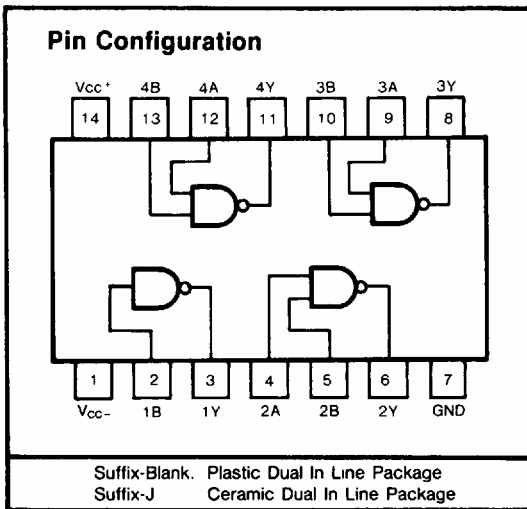 Pin Configuration
Vcc+ 4B 4A 4Y 3B 3A 3Y
14 13 12 11 10 9 8
1 2 3 4 5 6 7
Vcc- 1B 1Y 2A 2B 2Y GND
Suffix-Blank. Plastic Dual In Line Package
Suffix-J Ceramic Dual In Line Package